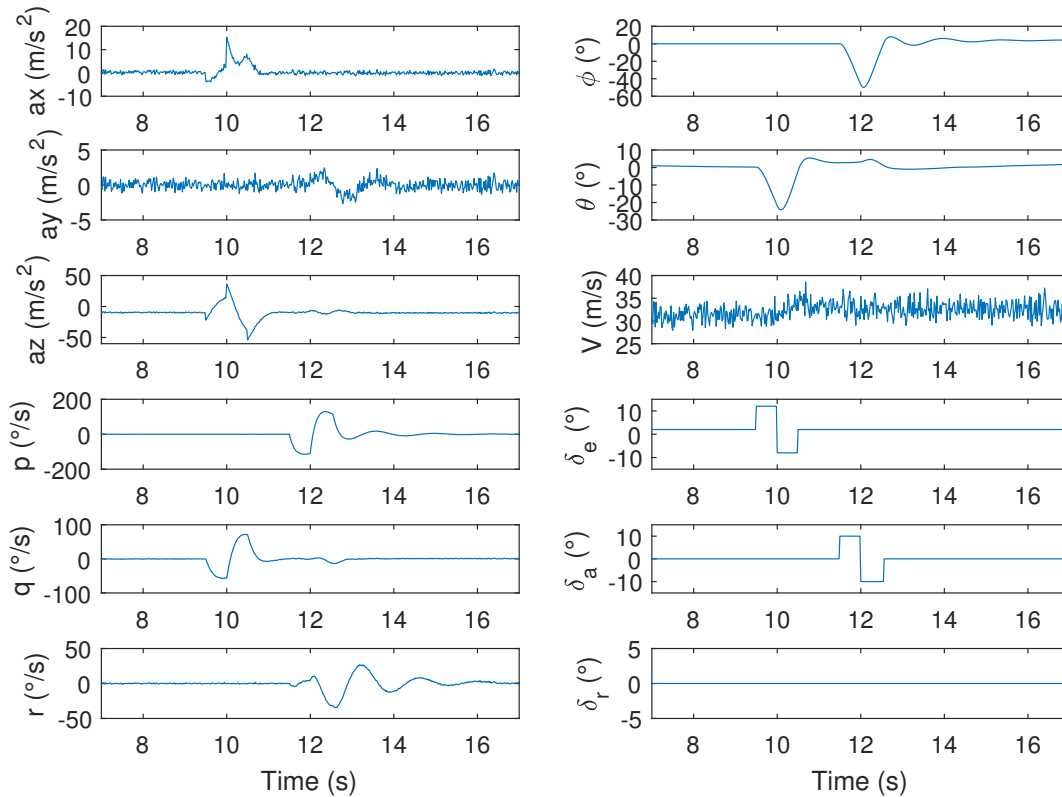 ax (m/s²)
20
10
0
-10
8 10 12 14 16
ay (m/s²)
5
0
-5
8 10 12 14 16
az (m/s²)
50
0
-50
8 10 12 14 16
p (°/s)
200
0
-200
8 10 12 14 16
q (°/s)
100
0
-100
8 10 12 14 16
r (°/s)
50
0
-50
8 10 12 14 16
Time (s)
ϕ (°)
20
0
-20
-40
-60
8 10 12 14 16
θ (°)
10
0
-10
-20
-30
8 10 12 14 16
V (m/s)
40
35
30
25
8 10 12 14 16
δₑ (°)
10
0
-10
8 10 12 14 16
δₐ (°)
10
0
-10
8 10 12 14 16
δᵣ (°)
5
0
-5
8 10 12 14 16
Time (s)